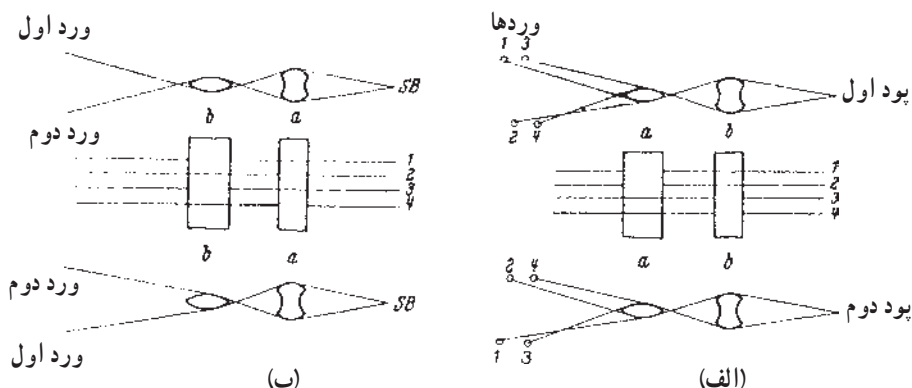 وردها
1 3
پود اول
2 4
a
b
1
2
3
4
a
b
2 4
پود دوم
1 3
(الف)
ورد اول
SB
b
a
ورد دوم
1
2
3
4
b
a
ورد دوم
SB
ورد اول
(ب)